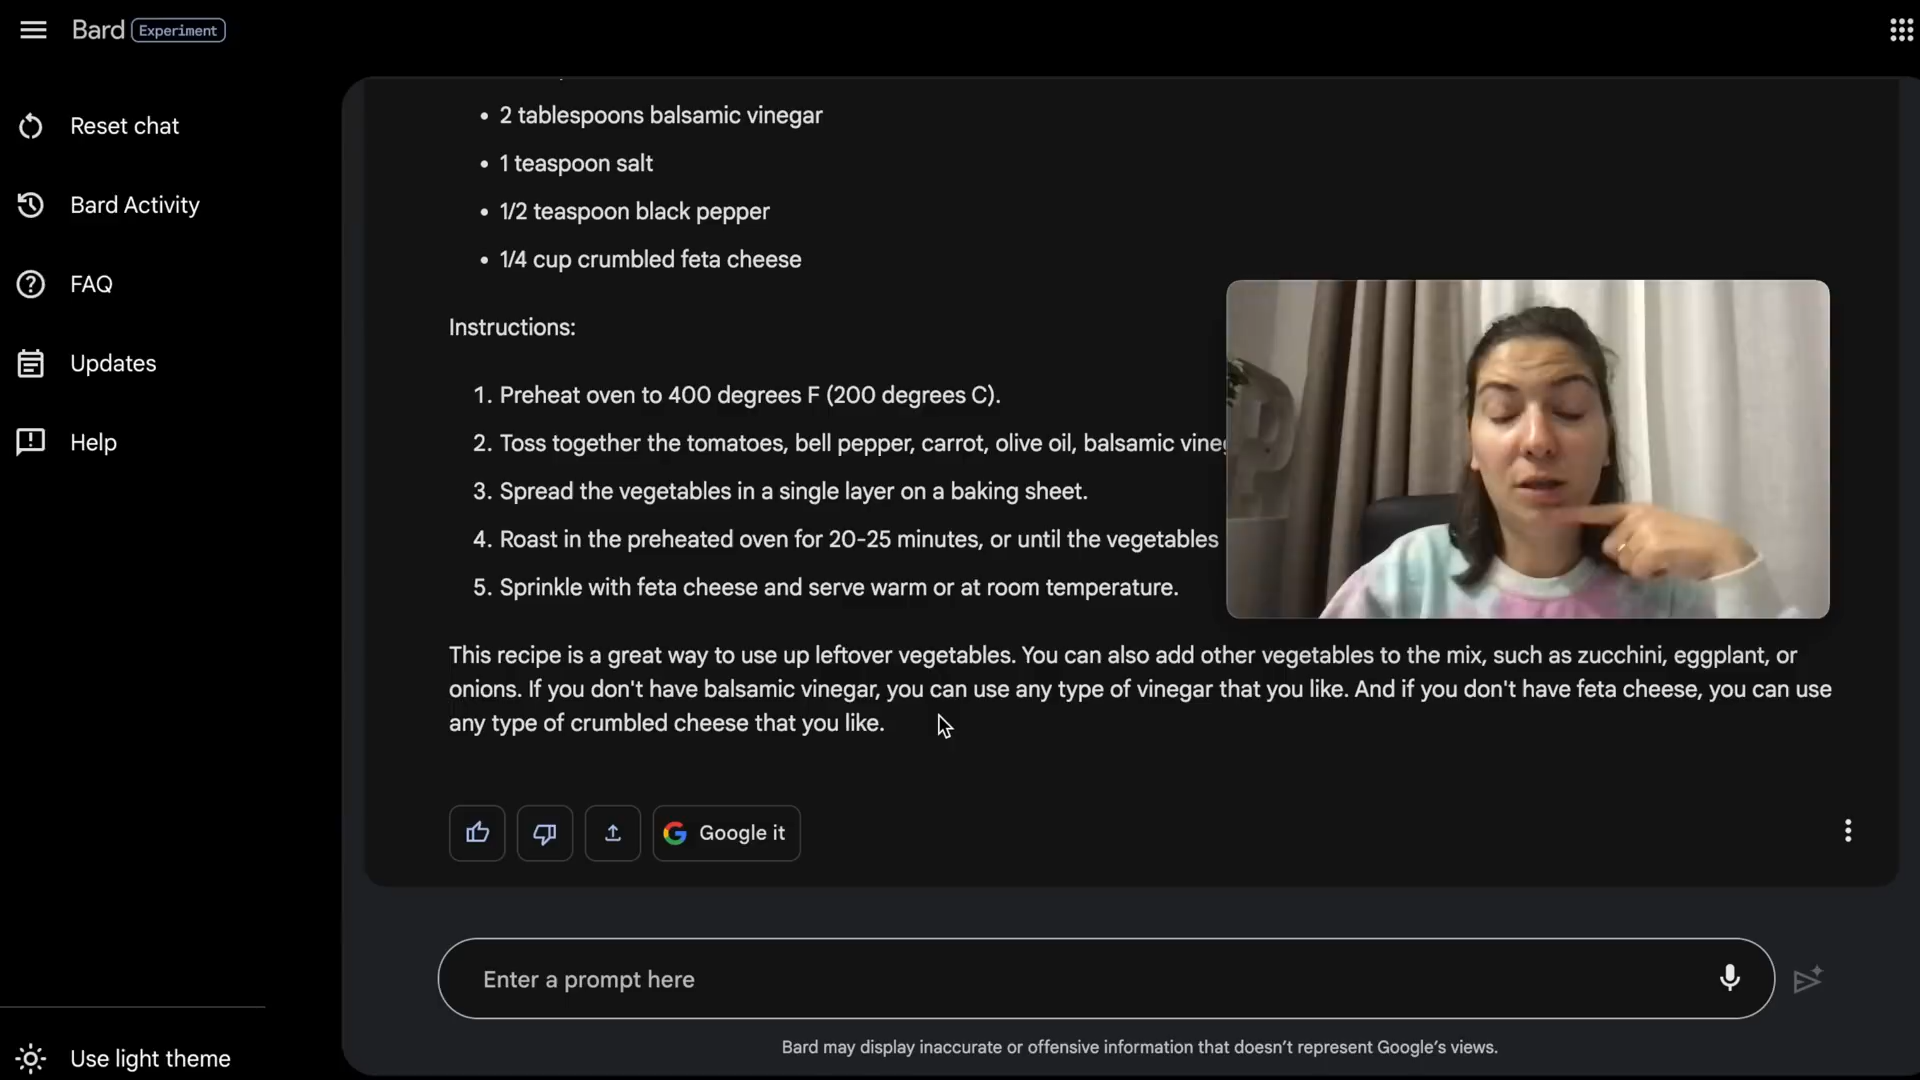 Bard Experiment
Reset chat
Bard Activity
FAQ
Updates
Help
Use light theme
• 2 tablespoons balsamic vinegar
• 1 teaspoon salt
• 1/2 teaspoon black pepper
• 1/4 cup crumbled feta cheese
Instructions:
1. Preheat oven to 400 degrees F (200 degrees C).
2. Toss together the tomatoes, bell pepper, carrot, olive oil, balsamic
3. Spread the vegetables in a single layer on a baking sheet.
4. Roast in the preheated oven for 20-25 minutes, or until the vegetables
5. Sprinkle with feta cheese and serve warm or at room temperature.
This recipe is a great way to use up leftover vegetables. You can also add other vegetables to the mix, such as zucchini, eggplant, or
onions. If you don't have balsamic vinegar, you can use any type of vinegar that you like. And if you don't have feta cheese, you can use
any type of crumbled cheese that you like.
Google it
Enter a prompt here
Bard may display inaccurate or offensive information that doesn’t represent Google’s views.